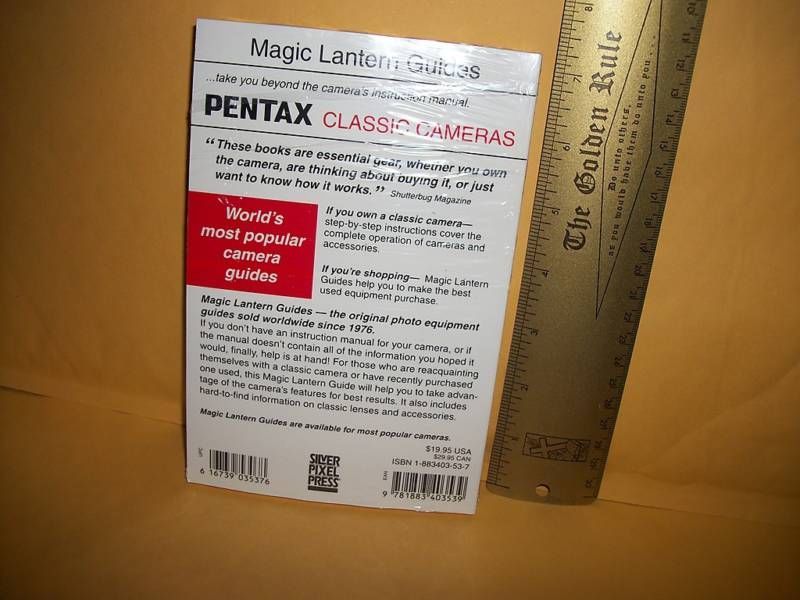 Magic Lantern Guides
...take you beyond the camera's instruction manual.
PENTAX CLASSIC CAMERAS
“These books are essential gear, whether you own
the camera, are thinking about buying it, or just
want to know how it works.” Shutterbug Magazine
World's
most popular
camera
guides
If you own a classic camera—
step-by-step instructions cover the
complete operation of cameras and
accessories.
If you're shopping— Magic Lantern
Guides help you to make the best
used equipment purchase.
Magic Lantern Guides — the original photo equipment
guides sold worldwide since 1976.
If you don't have an instruction manual for your camera, or if
the manual doesn't contain all of the information you hoped it
would, finally, help is at hand! For those who are reacquainting
themselves with a classic camera or have recently purchased
one used, this Magic Lantern Guide will help you to take advan-
tage of the camera's features for best results. It also includes
hard-to-find information on classic lenses and accessories.
Magic Lantern Guides are available for most popular cameras.
$19.95 USA
$29.95 CAN
ISBN 1-883403-53-7
UPC
6 16739 035376
SILVER
PIXEL
PRESS
EAN
9 781883 403539
The Golden Rule
Do unto others,
as you would have them do unto you...